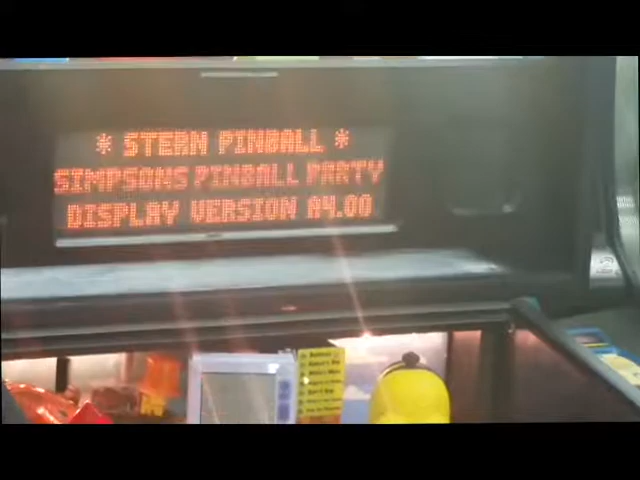 * STERN PINBALL *
SIMPSONS PINBALL PARTY
DISPLAY VERSION A4.00